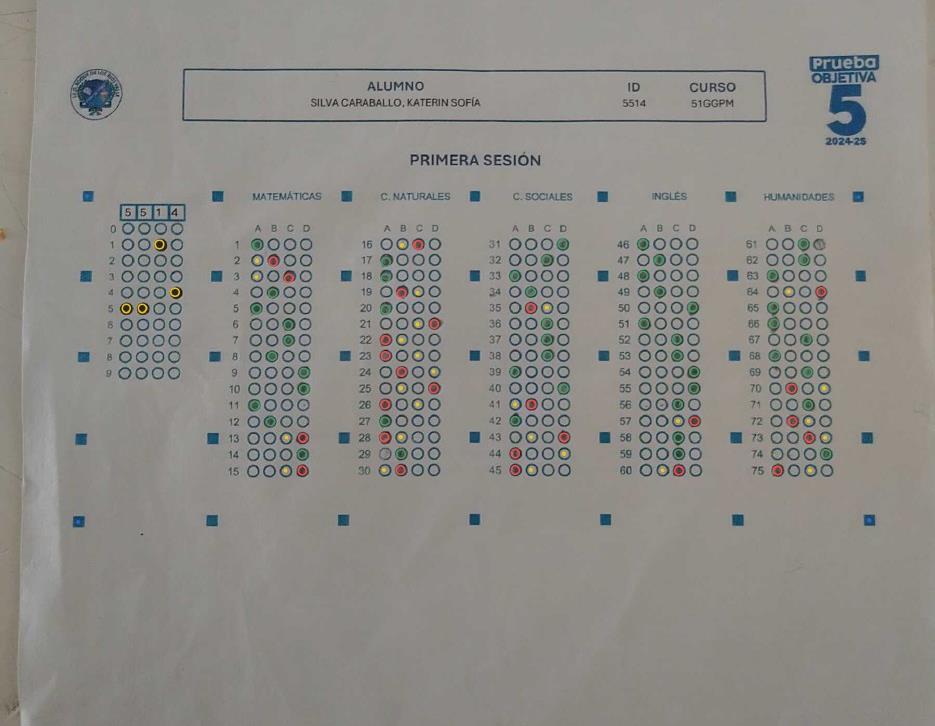 Prueba
OBJETIVA
5
2024-25
ALUMNO ID CURSO
SILVA CARABALLO, KATERIN SOFÍA 5514 51GGPM
PRIMERA SESIÓN
MATEMÁTICAS C. NATURALES C. SOCIALES INGLÉS HUMANIDADES
5 5 1 4
A B C D A B C D A B C D A B C D A B C D
0
1 1 16 31 46 61
2 2 17 32 47 62
3 3 18 33 48 63
4 4 19 34 49 64
5 5 20 35 50 65
6 6 21 36 51 66
7 7 22 37 52 67
8 8 23 38 53 68
9 9 24 39 54 69
10 25 40 55 70
11 26 41 56 71
12 27 42 57 72
13 28 43 58 73
14 29 44 59 74
15 30 45 60 75